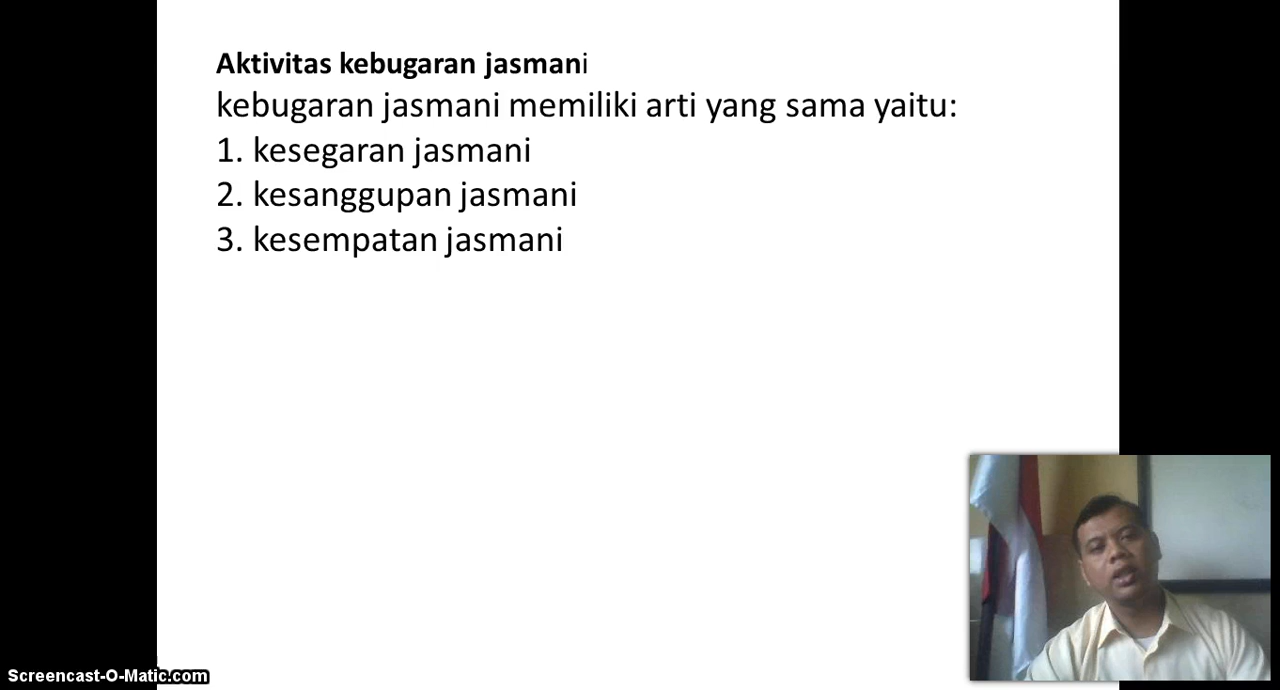 Aktivitas kebugaran jasmani
kebugaran jasmani memiliki arti yang sama yaitu:
1. kesegaran jasmani
2. kesanggupan jasmani
3. kesempatan jasmani
Screencast-O-Matic.com